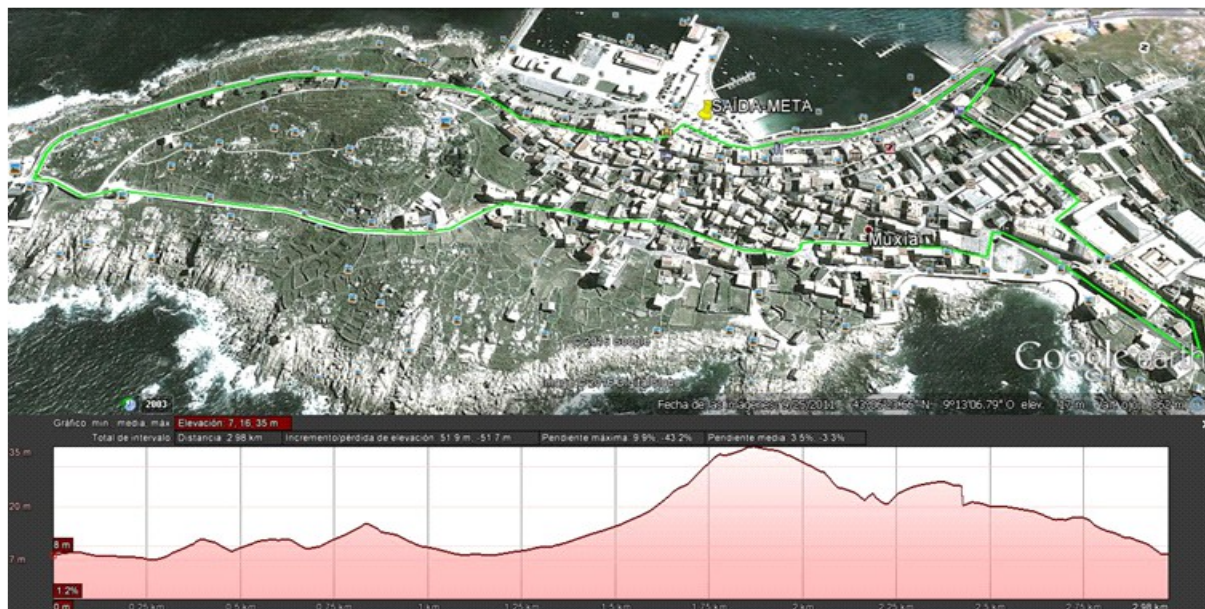 SAÍDA-META
Muxía
Google earth
2003
Fecha de las imágenes: 9/25/2011
9°13'06.79" O elev.
Gráfico: mín. media, máx. Elevación: 7, 16, 35 m
Total de intervalo: Distancia: 2.98 km Incremento/pérdida de elevación: 51.9 m, -51.7 m Pendiente máxima: 9.9%, -43.2% Pendiente media: 3.5%, -3.3%
35 m
20 m
8 m
7 m
1.2%
0 m 0.25 km 0.5 km 0.75 km 1 km 1.25 km 1.5 km 1.75 km 2 km 2.25 km 2.5 km 2.75 km 2.98 km